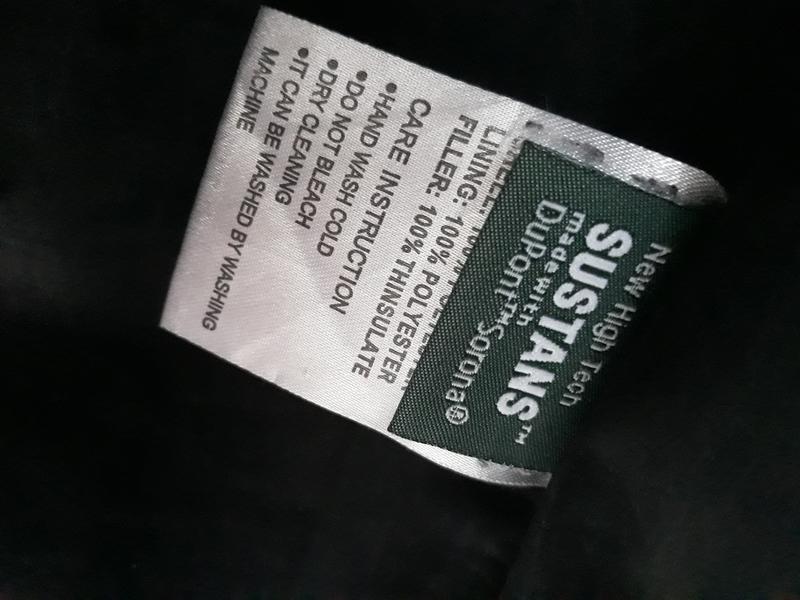 New High Tech
SUSTANS™
made with
DuPont™ Sorona®
LINING: 100% POLYESTER
FILLER: 100% THINSULATE
CARE INSTRUCTION
•HAND WASH COLD
•DO NOT BLEACH
•DRY CLEANING
•IT CAN BE WASHED BY WASHING
MACHINE